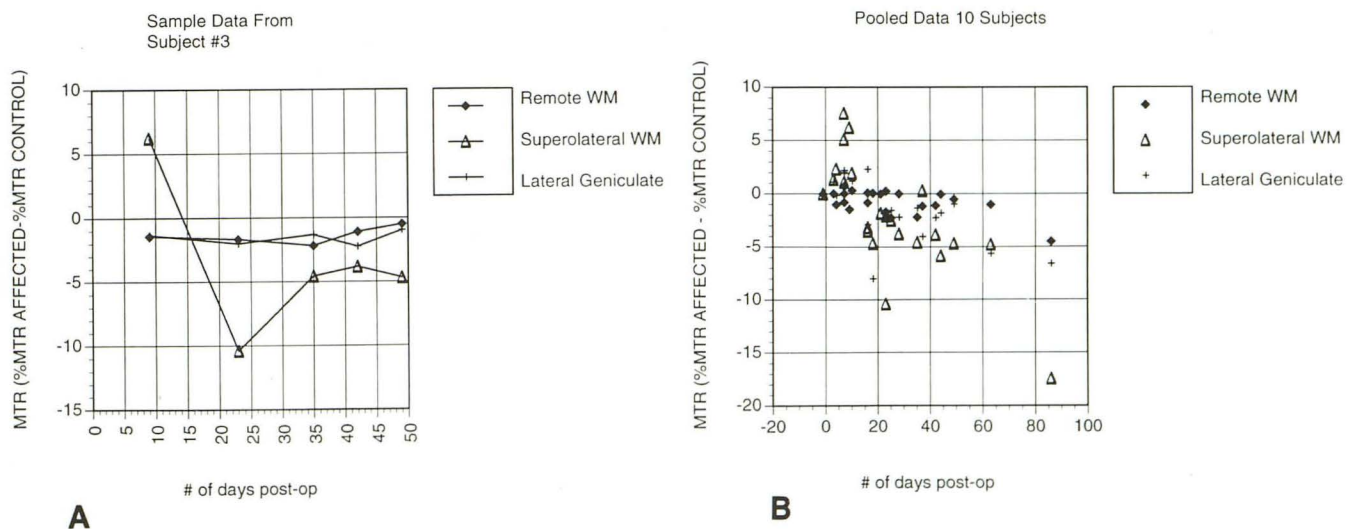 Sample Data From
Subject #3
MTR (%MTR AFFECTED-%MTR CONTROL)
10
5
0
-5
-10
-15
0
5
10
15
20
25
30
35
40
45
50
# of days post-op
Remote WM
Superolateral WM
Lateral Geniculate
A
Pooled Data 10 Subjects
MTR (%MTR AFFECTED - %MTR CONTROL)
10
5
0
-5
-10
-15
-20
-20
0
20
40
60
80
100
# of days post-op
Remote WM
Superolateral WM
Lateral Geniculate
B